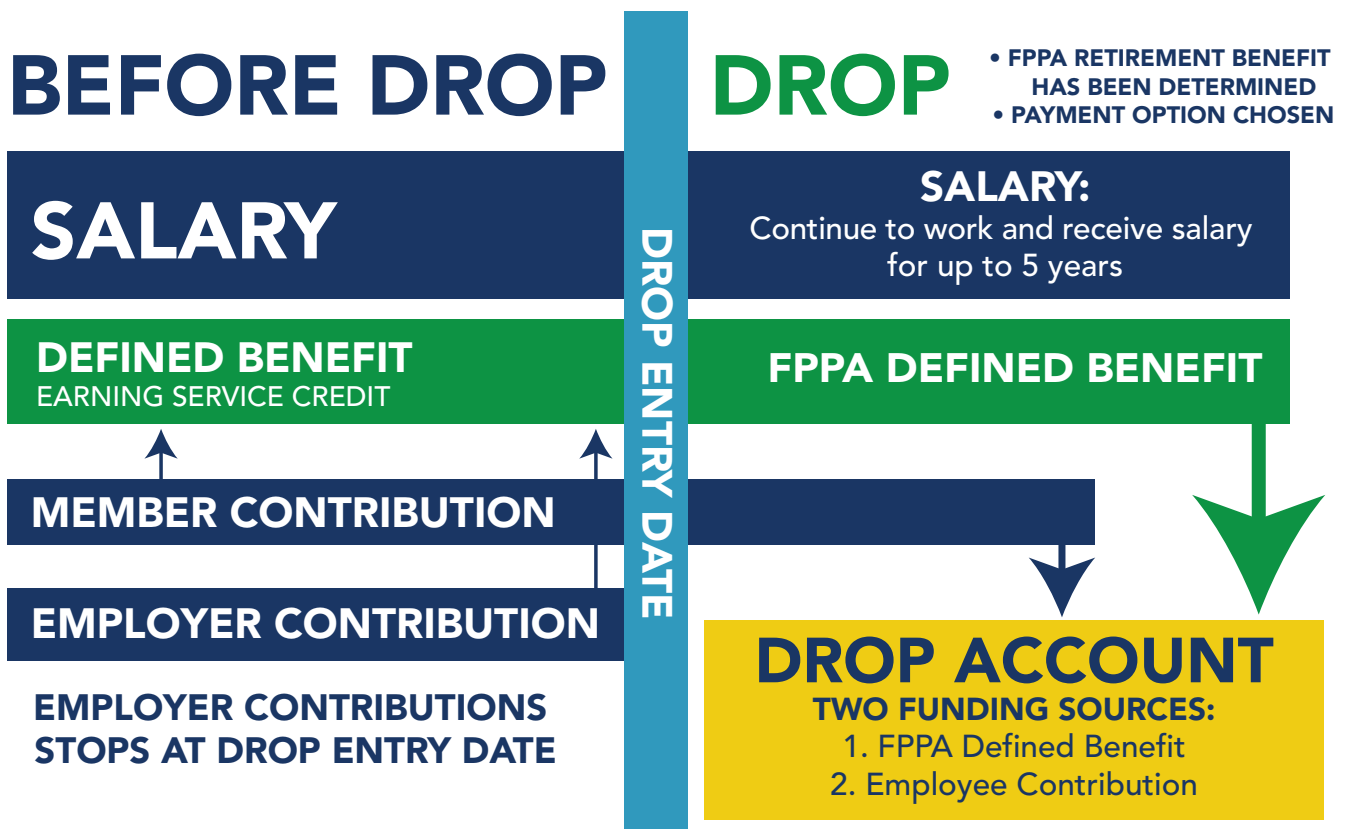 BEFORE DROP
SALARY
DEFINED BENEFIT
EARNING SERVICE CREDIT
MEMBER CONTRIBUTION
EMPLOYER CONTRIBUTION
EMPLOYER CONTRIBUTIONS
STOPS AT DROP ENTRY DATE
DROP ENTRY DATE
DROP
• FPPA RETIREMENT BENEFIT
HAS BEEN DETERMINED
• PAYMENT OPTION CHOSEN
SALARY:
Continue to work and receive salary
for up to 5 years
FPPA DEFINED BENEFIT
DROP ACCOUNT
TWO FUNDING SOURCES:
1. FPPA Defined Benefit
2. Employee Contribution